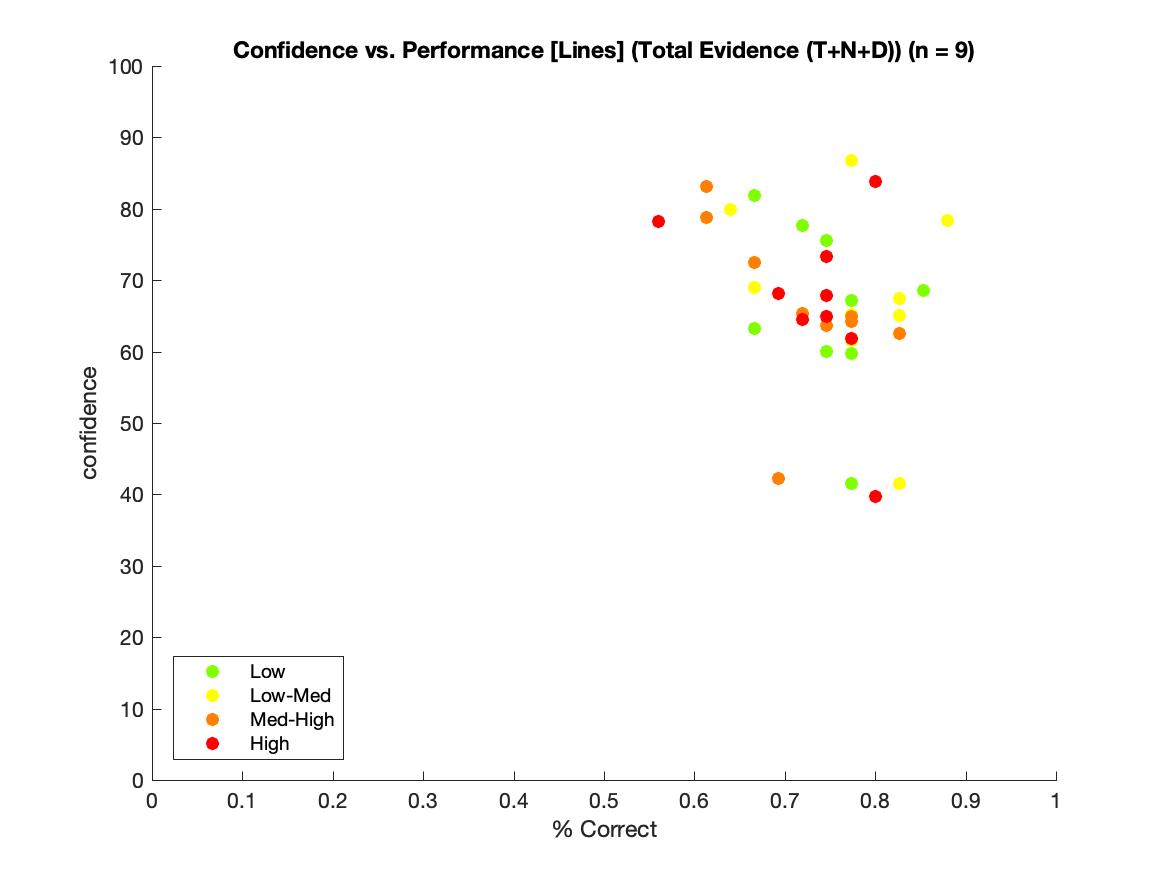 Confidence vs. Performance [Lines] (Total Evidence (T+N+D)) (n = 9)
100
90
80
70
60
50
40
30
20
10
0
confidence
Low
Low-Med
Med-High
High
0 0.1 0.2 0.3 0.4 0.5 0.6 0.7 0.8 0.9 1
% Correct